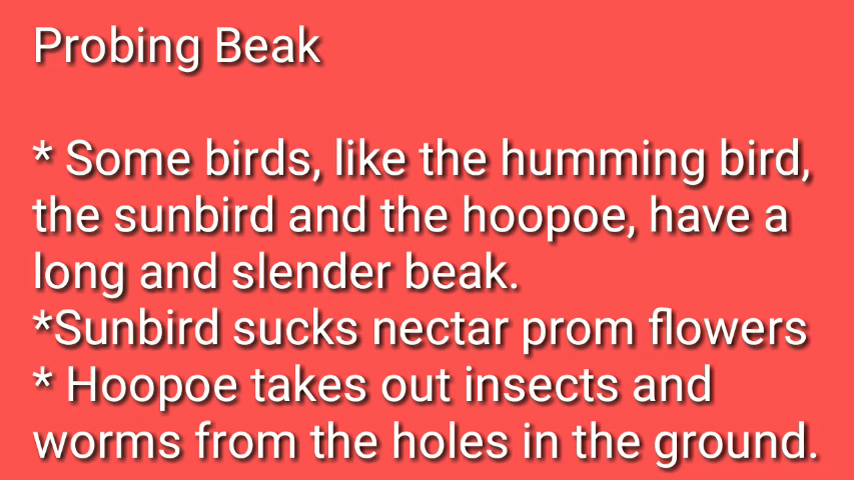 Probing Beak
* Some birds, like the humming bird,
the sunbird and the hoopoe, have a
long and slender beak.
*Sunbird sucks nectar prom flowers
* Hoopoe takes out insects and
worms from the holes in the ground.